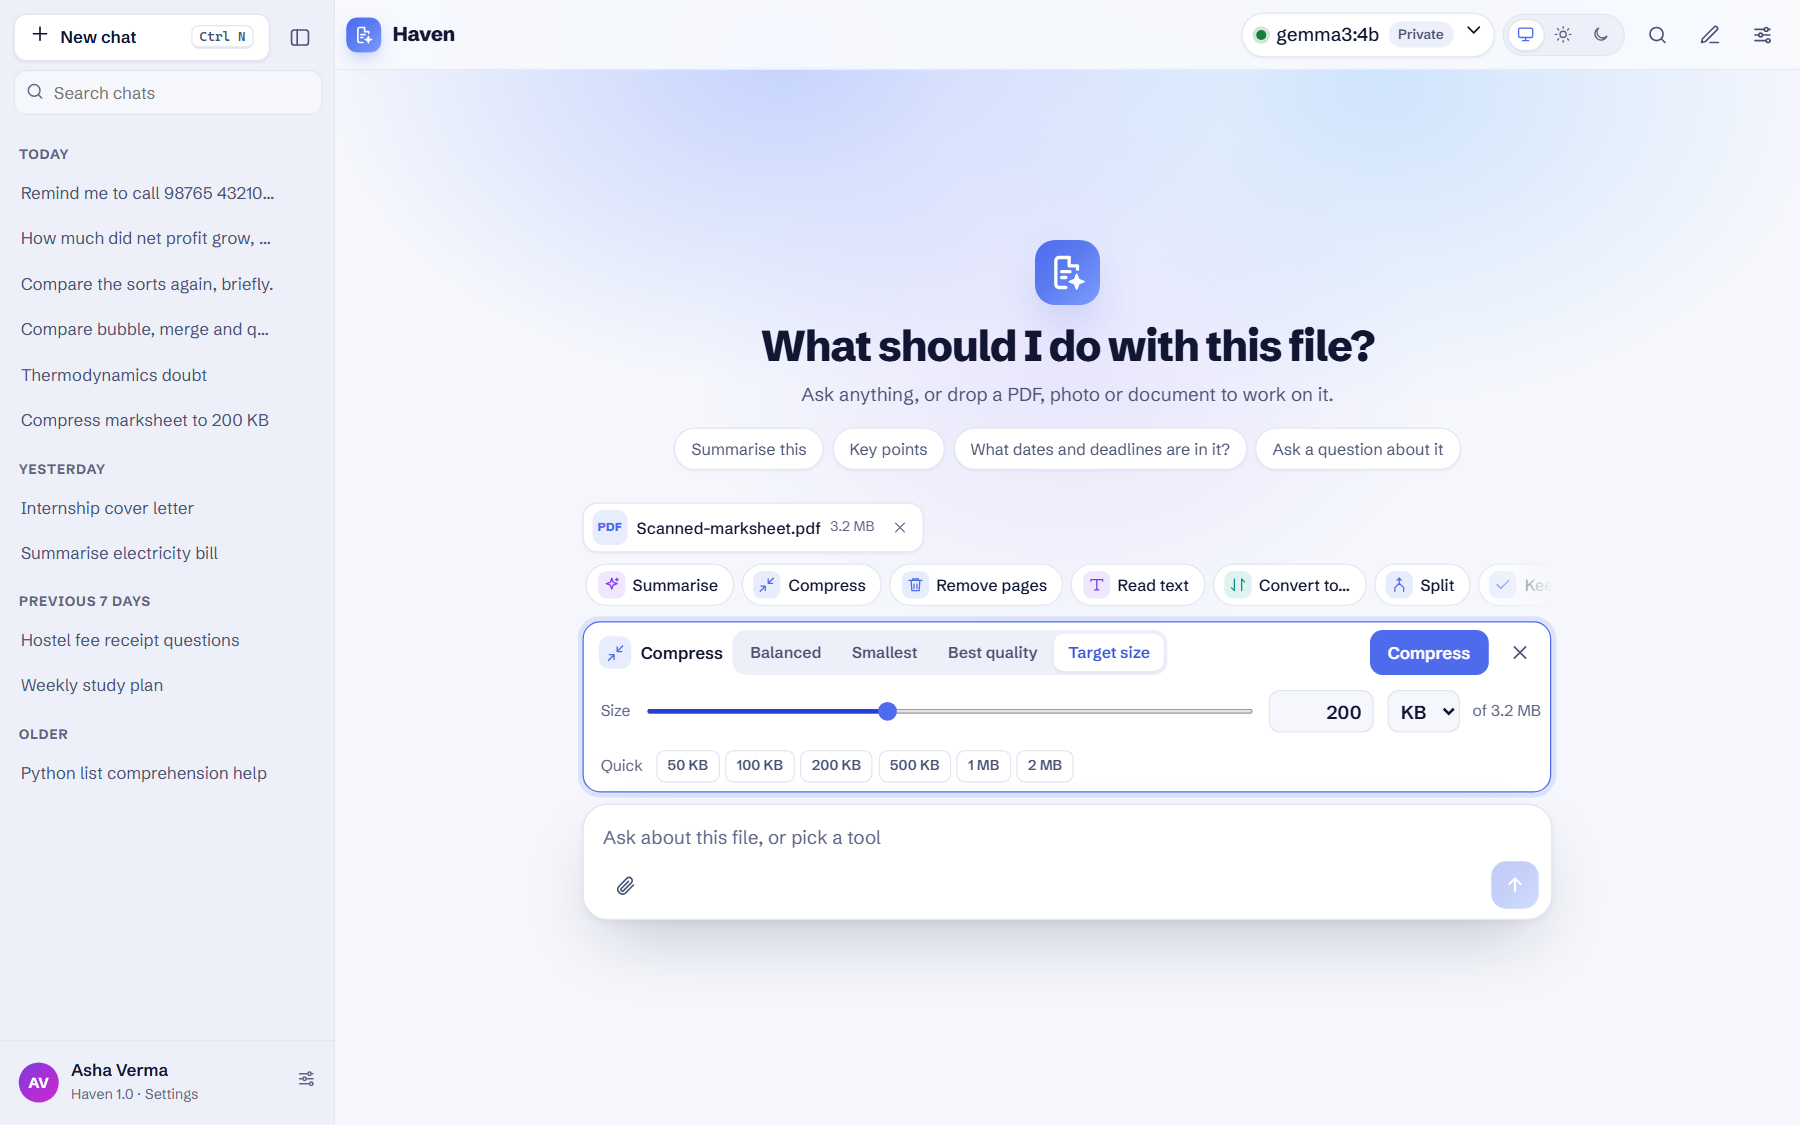 New chat Ctrl N
Haven
gemma3:4b Private
Search chats
TODAY
Remind me to call 98765 43210...
How much did net profit grow, ...
Compare the sorts again, briefly.
Compare bubble, merge and q...
Thermodynamics doubt
Compress marksheet to 200 KB
YESTERDAY
Internship cover letter
Summarise electricity bill
PREVIOUS 7 DAYS
Hostel fee receipt questions
Weekly study plan
OLDER
Python list comprehension help
AV
Asha Verma
Haven 1.0 · Settings
What should I do with this file?
Ask anything, or drop a PDF, photo or document to work on it.
Summarise this Key points What dates and deadlines are in it? Ask a question about it
PDF Scanned-marksheet.pdf 3.2 MB
Summarise Compress Remove pages Read text Convert to... Split
Compress Balanced Smallest Best quality Target size Compress
Size 200 KB of 3.2 MB
Quick 50 KB 100 KB 200 KB 500 KB 1 MB 2 MB
Ask about this file, or pick a tool